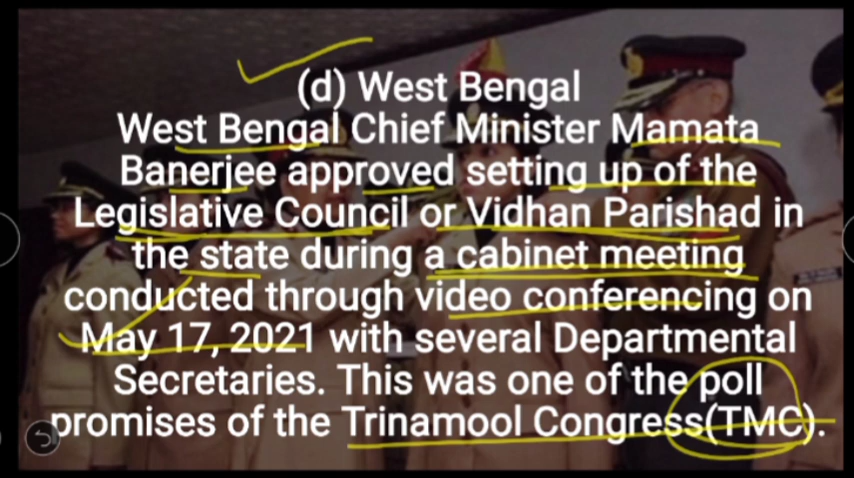 (d) West Bengal
West Bengal Chief Minister Mamata
Banerjee approved setting up of the
Legislative Council or Vidhan Parishad in
the state during a cabinet meeting
conducted through video conferencing on
May 17, 2021 with several Departmental
Secretaries. This was one of the poll
promises of the Trinamool Congress(TMC).